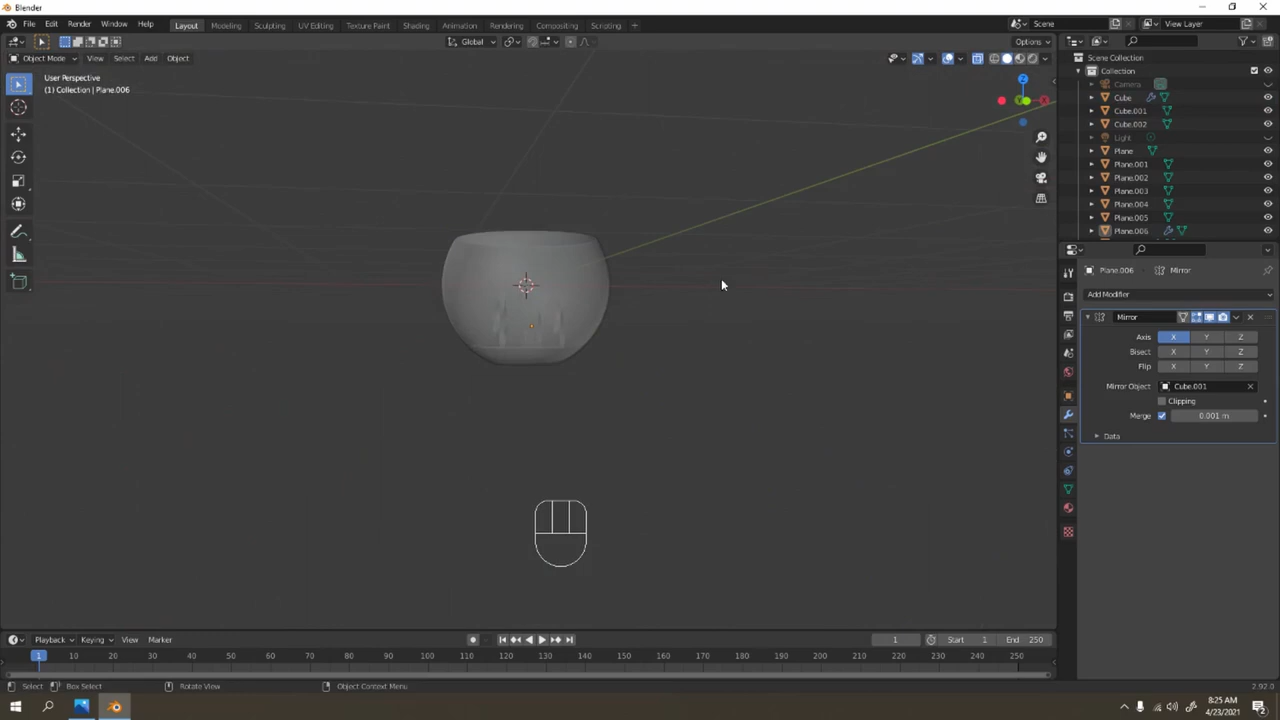 Blender
File Edit Render Window Help Layout Modeling Sculpting UV Editing Texture Paint Shading Animation Rendering Compositing Scripting + Scene View Layer
Global Options
Object Mode View Select Add Object
User Perspective
(1) Collection | Plane.006
Scene Collection
Collection
Camera
Cube
Cube.001
Cube.002
Light
Plane
Plane.001
Plane.002
Plane.003
Plane.004
Plane.005
Plane.006
Z
Y
X
Plane.006 Mirror
Add Modifier
Mirror
Axis X Y Z
Bisect X Y Z
Flip X Y Z
Mirror Object Cube.001
Clipping
Merge 0.001 m
Data
Playback Keying View Marker 1 Start 1 End 250
1 10 20 30 40 50 60 70 80 90 100 110 120 130 140 150 160 170 180 190 200 210 220 230 240 250
Select Box Select Rotate View Object Context Menu 2.92.0
8:25 AM
4/23/2021
2